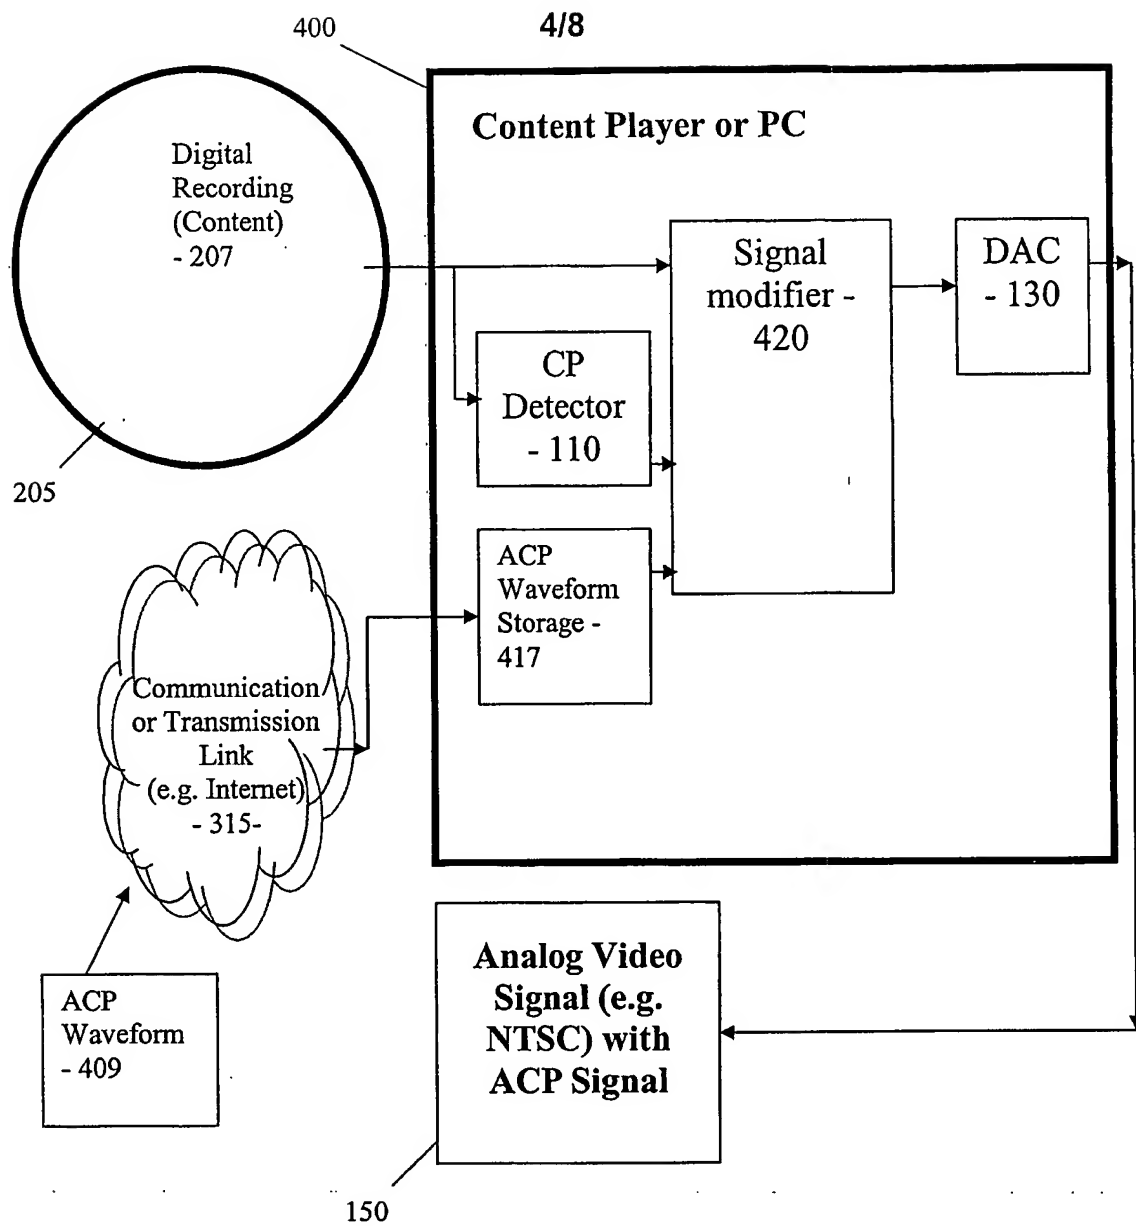 400
4/8
Content Player or PC
Digital
Recording
(Content)
- 207
Signal
modifier -
420
DAC
- 130
CP
Detector
- 110
205
ACP
Waveform
Storage -
417
Communication
or Transmission
Link
(e.g. Internet)
- 315-
ACP
Waveform
- 409
Analog Video
Signal (e.g.
NTSC) with
ACP Signal
150